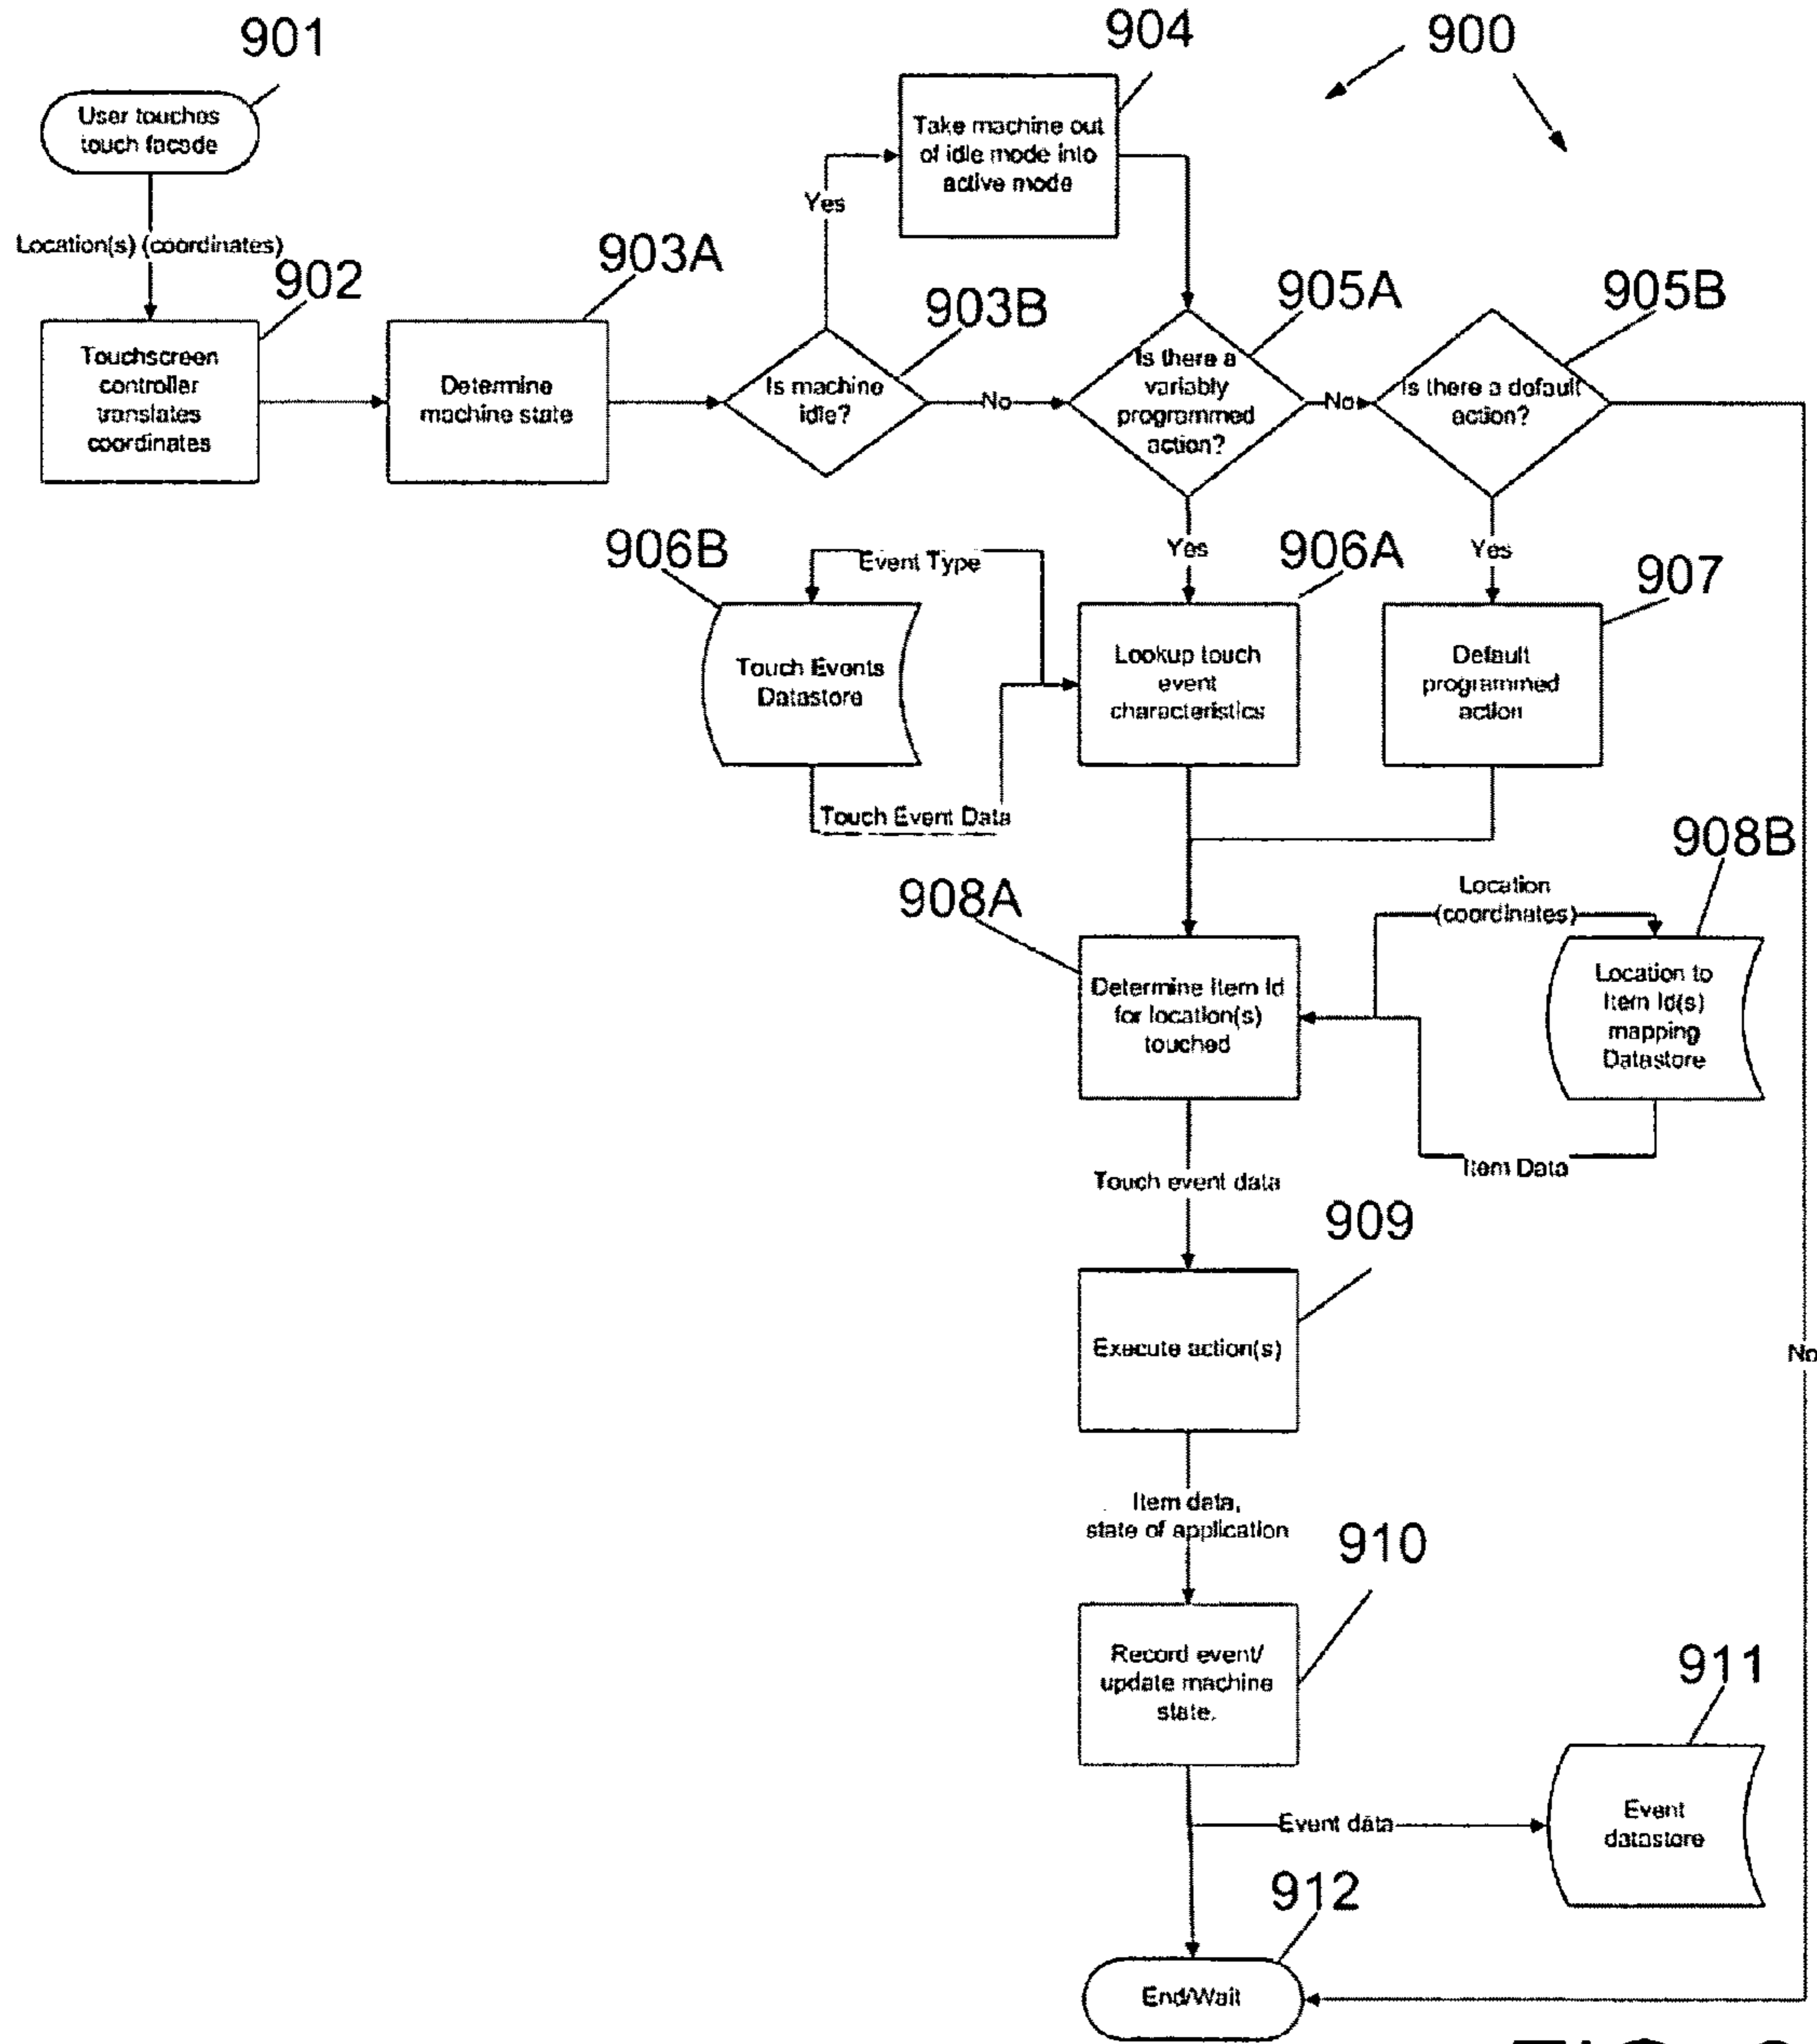 901
904
900
User touches
touch facade
Take machine out
of idle mode into
active mode
Yes
Location(s) (coordinates)
902
903A
903B
905A
905B
Touchscreen
controller
translates
coordinates
Determine
machine state
Is machine
idle?
No
Is there a
variably
programmed
action?
No
Is there a default
action?
906B
Event Type
Yes
906A
Yes
907
Touch Events
Datastore
Lookup touch
event
characteristics
Default
programmed
action
Touch Event Data
908B
908A
Location
(coordinates)
Determine Item Id
for location(s)
touched
Location to
Item Id(s)
mapping
Datastore
Item Data
Touch event data
909
Execute action(s)
No
Item data,
state of application
910
Record event/
update machine
state.
911
Event data
Event
datastore
912
End/Wait